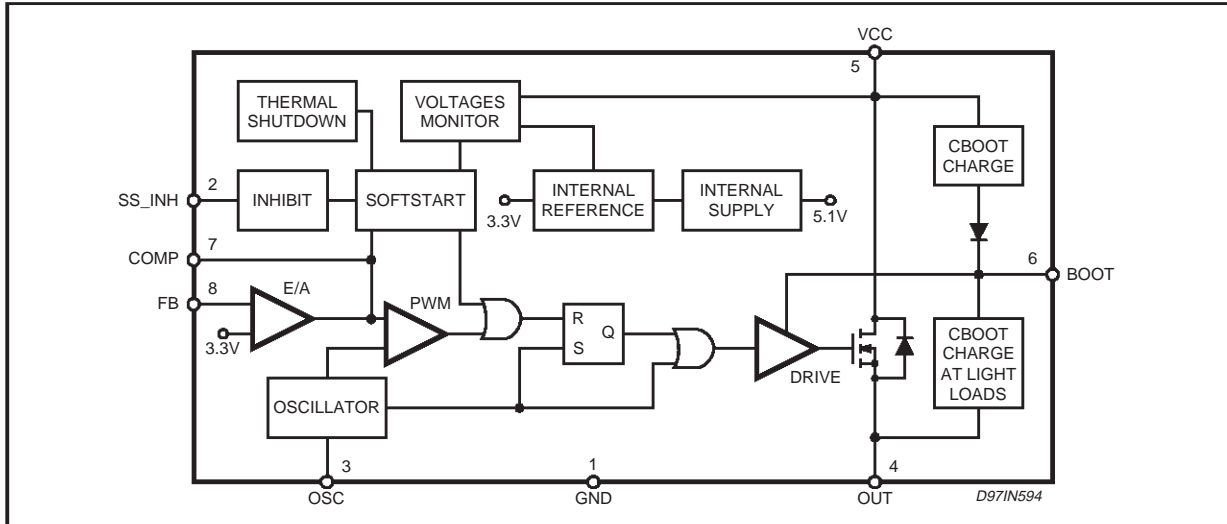 VCC
5
THERMAL
SHUTDOWN
VOLTAGES
MONITOR
CBOOT
CHARGE
2
SS_INH
INHIBIT
SOFTSTART
3.3V
INTERNAL
REFERENCE
INTERNAL
SUPPLY
5.1V
7
COMP
6
BOOT
8
FB
E/A
3.3V
PWM
R
S
Q
DRIVE
CBOOT
CHARGE
AT LIGHT
LOADS
OSCILLATOR
3
OSC
1
GND
4
OUT
D97IN594